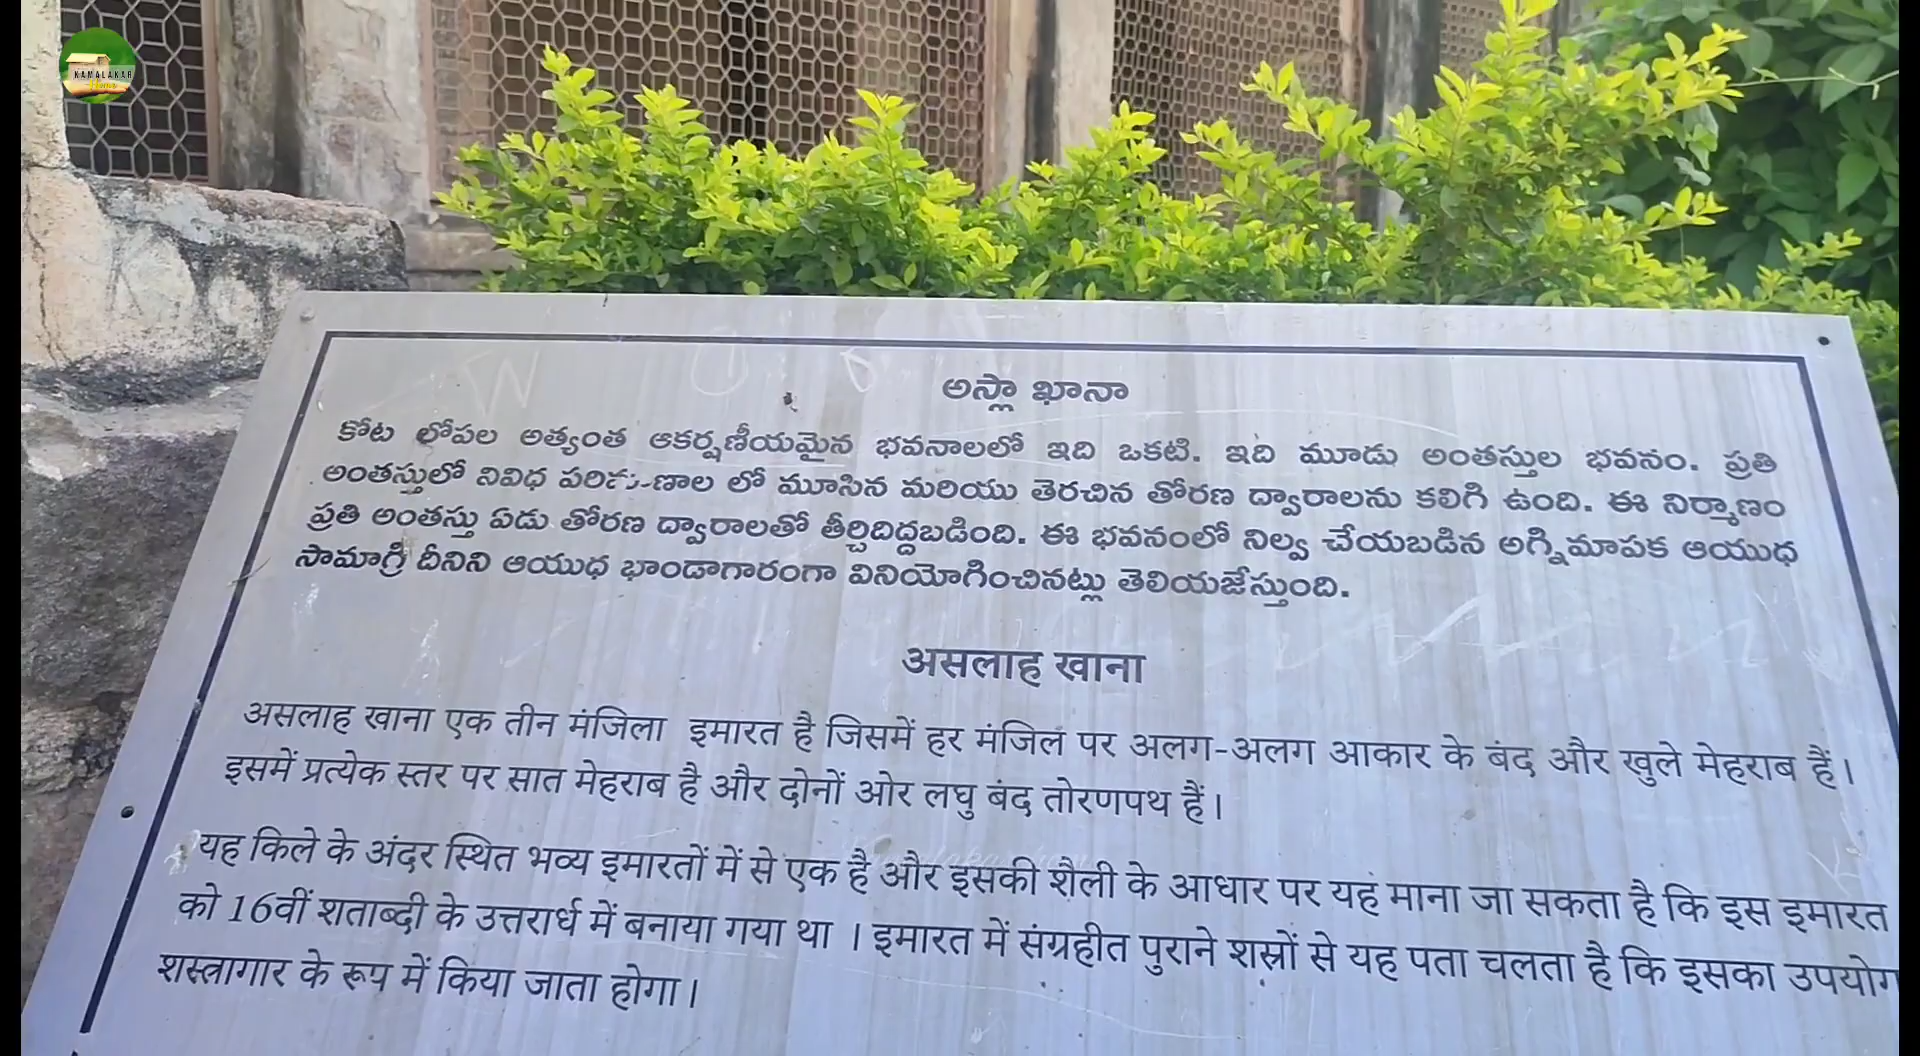 KAMALAKAR
Home
అస్లా ఖానా
కోట లోపల అత్యంత ఆకర్షణీయమైన భవనాలలో ఇది ఒకటి. ఇది మూడు అంతస్తుల భవనం. ప్రతి
అంతస్తులో నివిధ లో మూసిన మరియు తెరచిన తోరణ ద్వారాలను కలిగి ఉంది. ఈ నిర్మాణం
ప్రతి అంతస్తు ఏడు తోరణ ద్వారాలతో తీర్చిదిద్దబడింది. ఈ భవనంలో నిల్వ చేయబడిన అగ్నిమాపక ఆయుధ
సామాగ్రి దీనిని ఆయుధ భాండాగారంగా వినియోగించినట్లు తెలియజేస్తుంది.
असलाह खाना
असलाह खाना एक तीन मंजिला इमारत है जिसमें हर मंजिल पर अलग-अलग आकार के बंद और खुले मेहराब हैं।
इसमें प्रत्येक स्तर पर सात मेहराब है और दोनों ओर लघु बंद तोरणपथ हैं।
यह किले के अंदर स्थित भव्य इमारतों में से एक है और इसकी शैली के आधार पर यह माना जा सकता है कि इस इमारत
को 16वीं शताब्दी के उत्तरार्ध में बनाया गया था । इमारत में संग्रहीत पुराने शस्रों से यह पता चलता है कि इसका उपयोग
शस्त्रागार के रूप में किया जाता होगा।